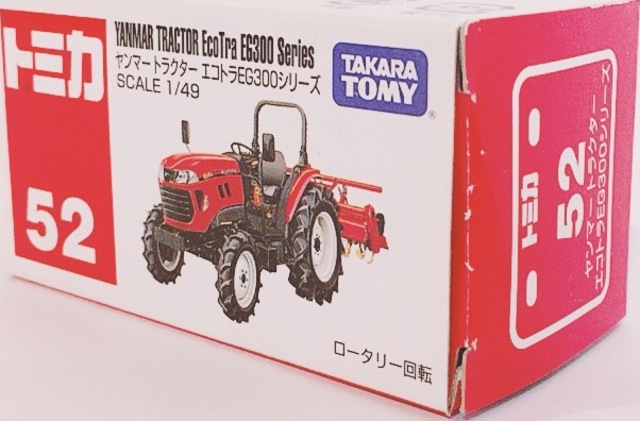 トミカ
52
YANMAR TRACTOR EcoTra EG300 Series
ヤンマー トラクター エコトラEG300シリーズ
SCALE 1/49
TAKARA
TOMY
ロータリー回転
トミカ
52
ヤンマー トラクター
エコトラEG300シリーズ